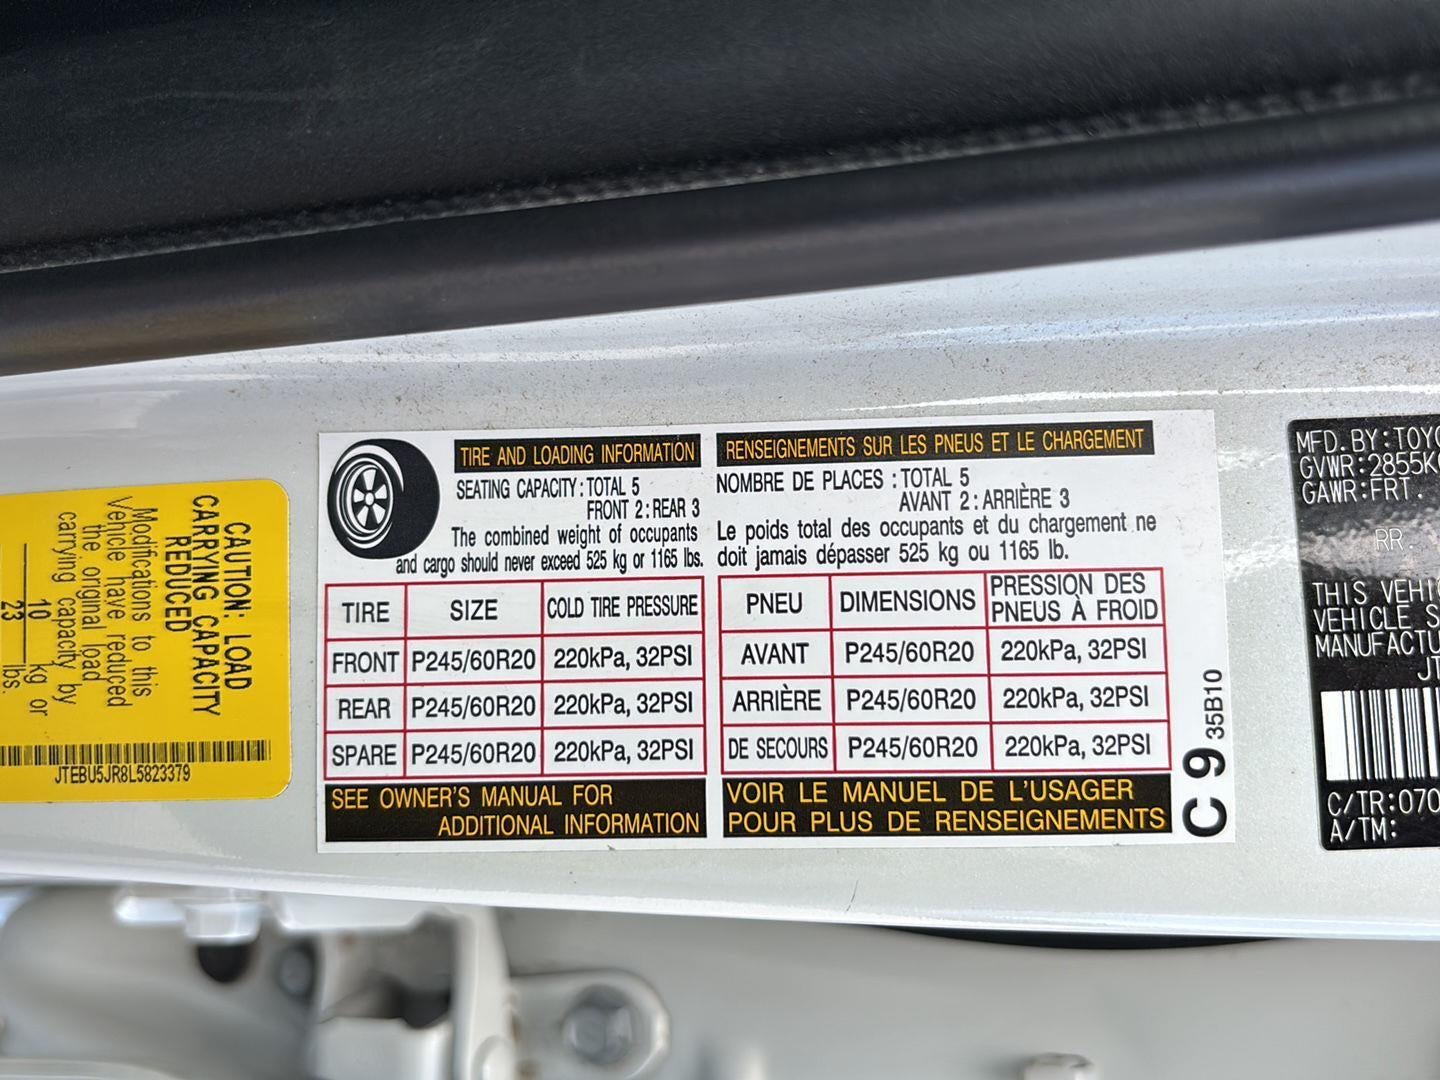 CAUTION: LOAD
CARRYING CAPACITY
REDUCED
Modifications to this
Vehicle have reduced
the original load
carrying capacity by
10 kg or
23 lbs.
JTEBU5JR8L5823379
TIRE AND LOADING INFORMATION
SEATING CAPACITY : TOTAL 5
FRONT 2 : REAR 3
The combined weight of occupants
and cargo should never exceed 525 kg or 1165 lbs.
TIRE SIZE COLD TIRE PRESSURE
FRONT P245/60R20 220kPa, 32PSI
REAR P245/60R20 220kPa, 32PSI
SPARE P245/60R20 220kPa, 32PSI
SEE OWNER'S MANUAL FOR
ADDITIONAL INFORMATION
RENSEIGNEMENTS SUR LES PNEUS ET LE CHARGEMENT
NOMBRE DE PLACES : TOTAL 5
AVANT 2 : ARRIÈRE 3
Le poids total des occupants et du chargement ne
doit jamais dépasser 525 kg ou 1165 lb.
PNEU DIMENSIONS PRESSION DES
PNEUS À FROID
AVANT P245/60R20 220kPa, 32PSI
ARRIÈRE P245/60R20 220kPa, 32PSI
DE SECOURS P245/60R20 220kPa, 32PSI
VOIR LE MANUEL DE L'USAGER
POUR PLUS DE RENSEIGNEMENTS
C 9 35B10
MFD. BY: TOYO
GVWR: 2855K
GAWR: FRT.
RR.
THIS VEHI
VEHICLE S
MANUFACTU
JT
C/TR: 070
A/TM: